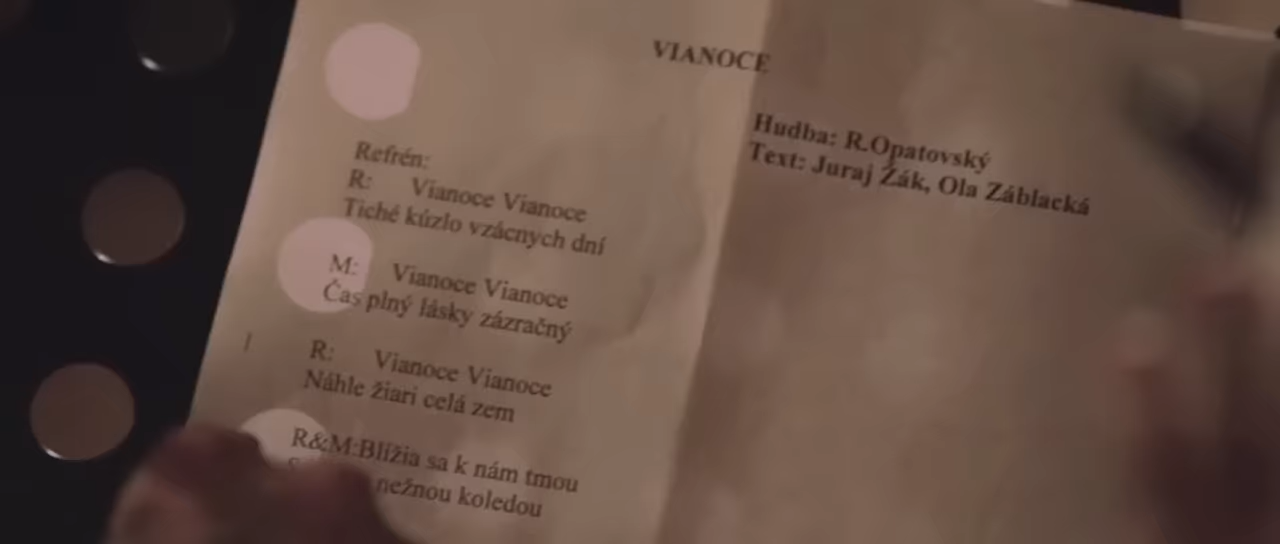 VIANOCE
Hudba: R.Opatovský
Text: Juraj Žák, Ola Záblacká
Refrén:
R: Vianoce Vianoce
Tiché kúzlo vzácnych dní
M: Vianoce Vianoce
Čas plný lásky zázračný
R: Vianoce Vianoce
Náhle žiari celá zem
R&M:Blížia sa k nám tmou
nežnou koledou